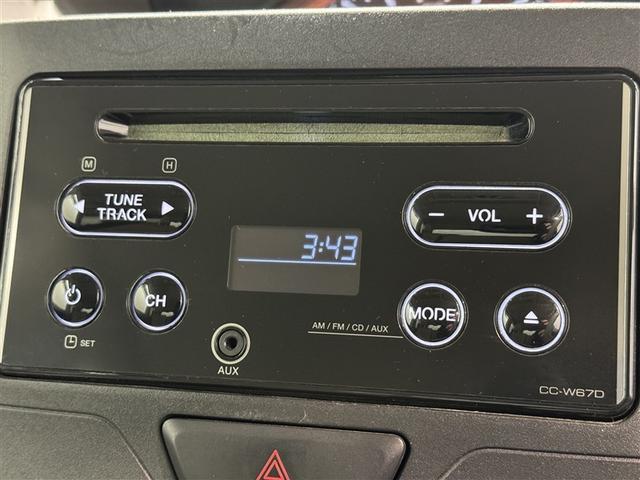 M H
TUNE
TRACK
- VOL +
3:43
CH
MODE
AM / FM / CD / AUX
SET
AUX
CC-W67D